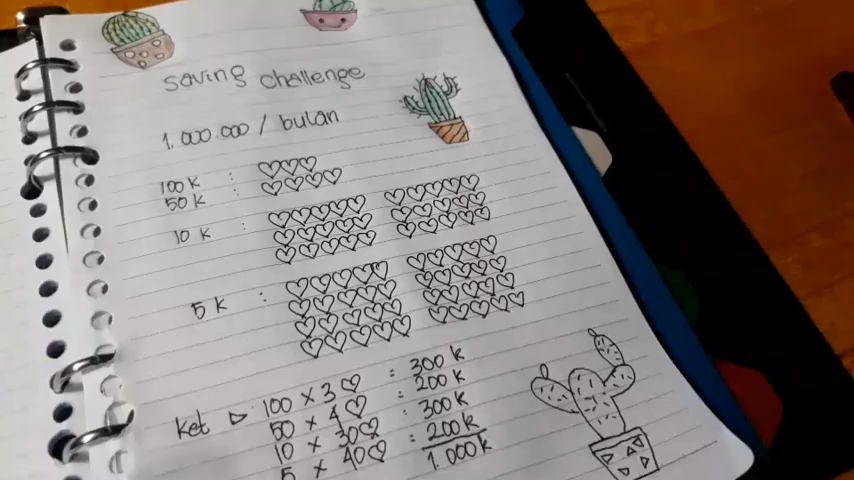 saving challenge
1.000.000 / bulan
100 k : ♡♡♡
50 k : ♡♡♡♡
10 k : ♡♡♡♡♡ ♡♡♡♡♡
♡♡♡♡♡ ♡♡♡♡♡
♡♡♡♡♡ ♡♡♡♡♡
5 k : ♡♡♡♡♡ ♡♡♡♡♡
♡♡♡♡♡ ♡♡♡♡♡
♡♡♡♡♡ ♡♡♡♡♡
♡♡♡♡♡ ♡♡♡♡♡
ket ▷ 100 x 3 ♡ : 300 k
50 x 4 ♡ : 200 k
10 x 30♡ : 300 k
5 x 40♡ : 200 k
1.000 k